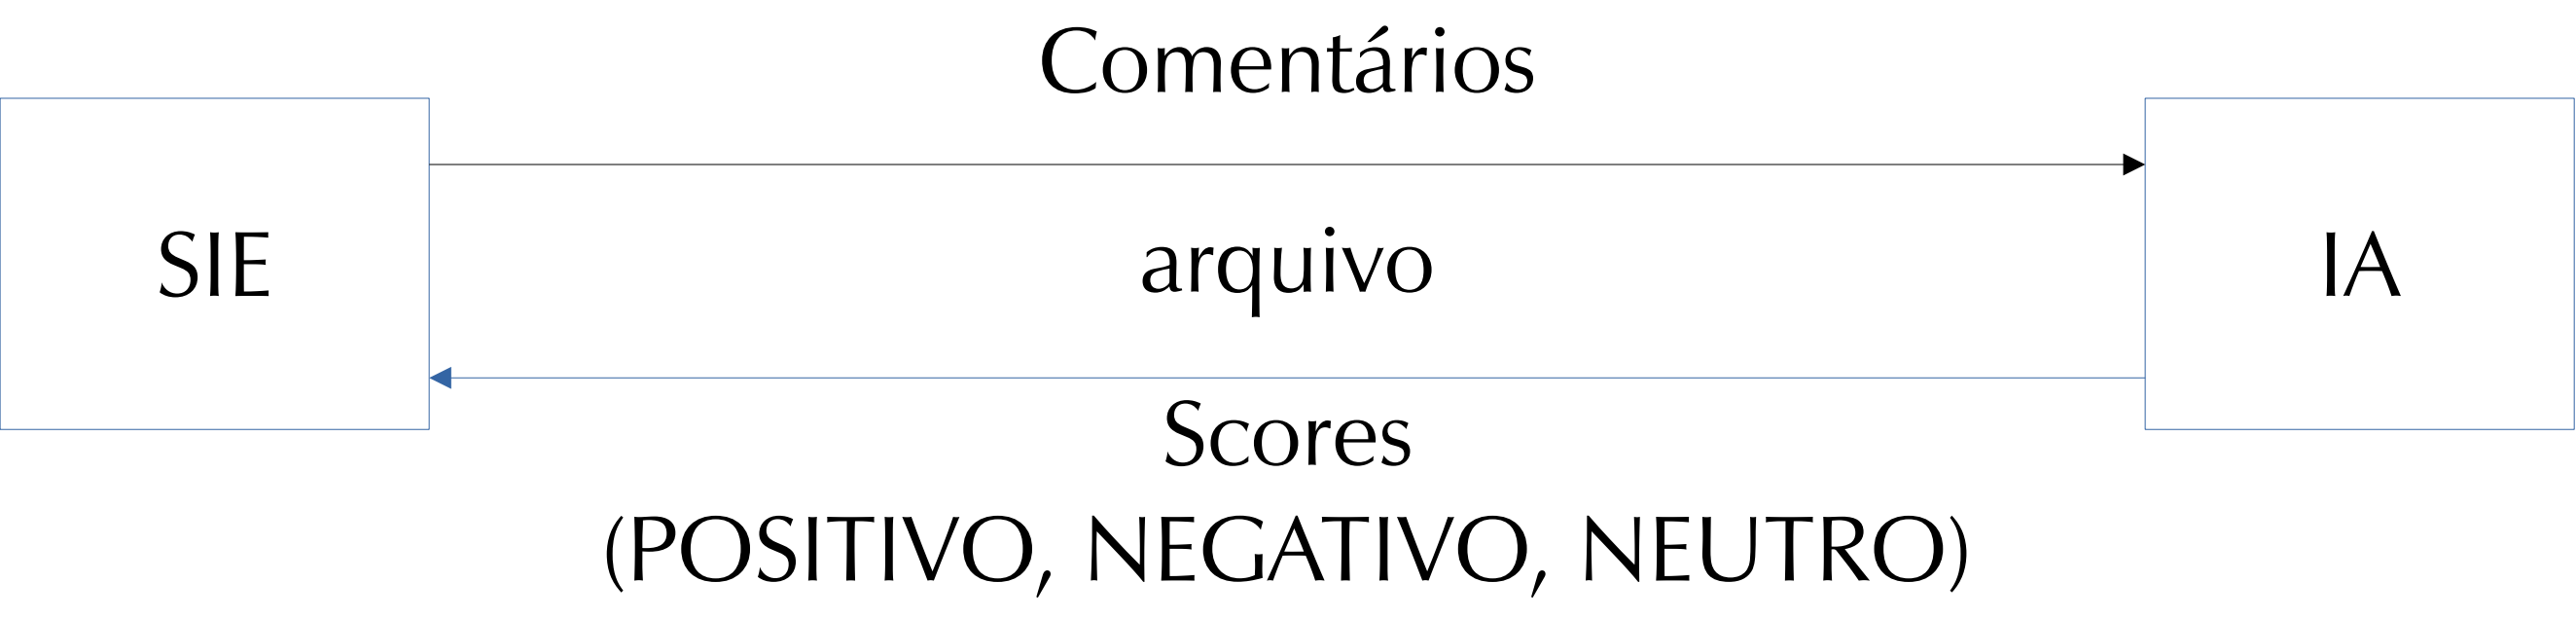 Comentários
SIE
arquivo
IA
Scores
(POSITIVO, NEGATIVO, NEUTRO)